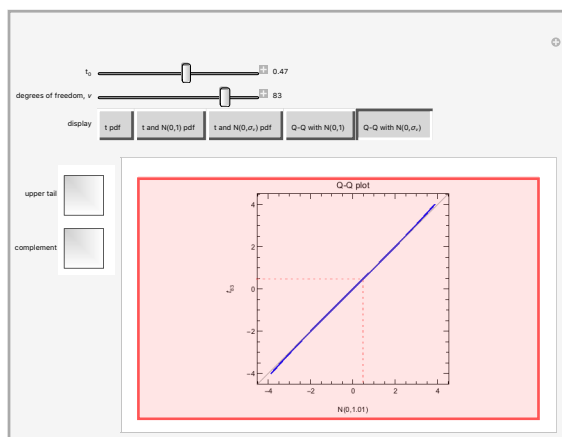 t₀ 0.47
degrees of freedom, ν 83
display t pdf t and N(0,1) pdf t and N(0,σᵥ) pdf Q-Q with N(0,1) Q-Q with N(0,σᵥ)
upper tail
complement
Q-Q plot
4
2
0
−2
−4
t₈₃
−4 −2 0 2 4
N(0,1.01)